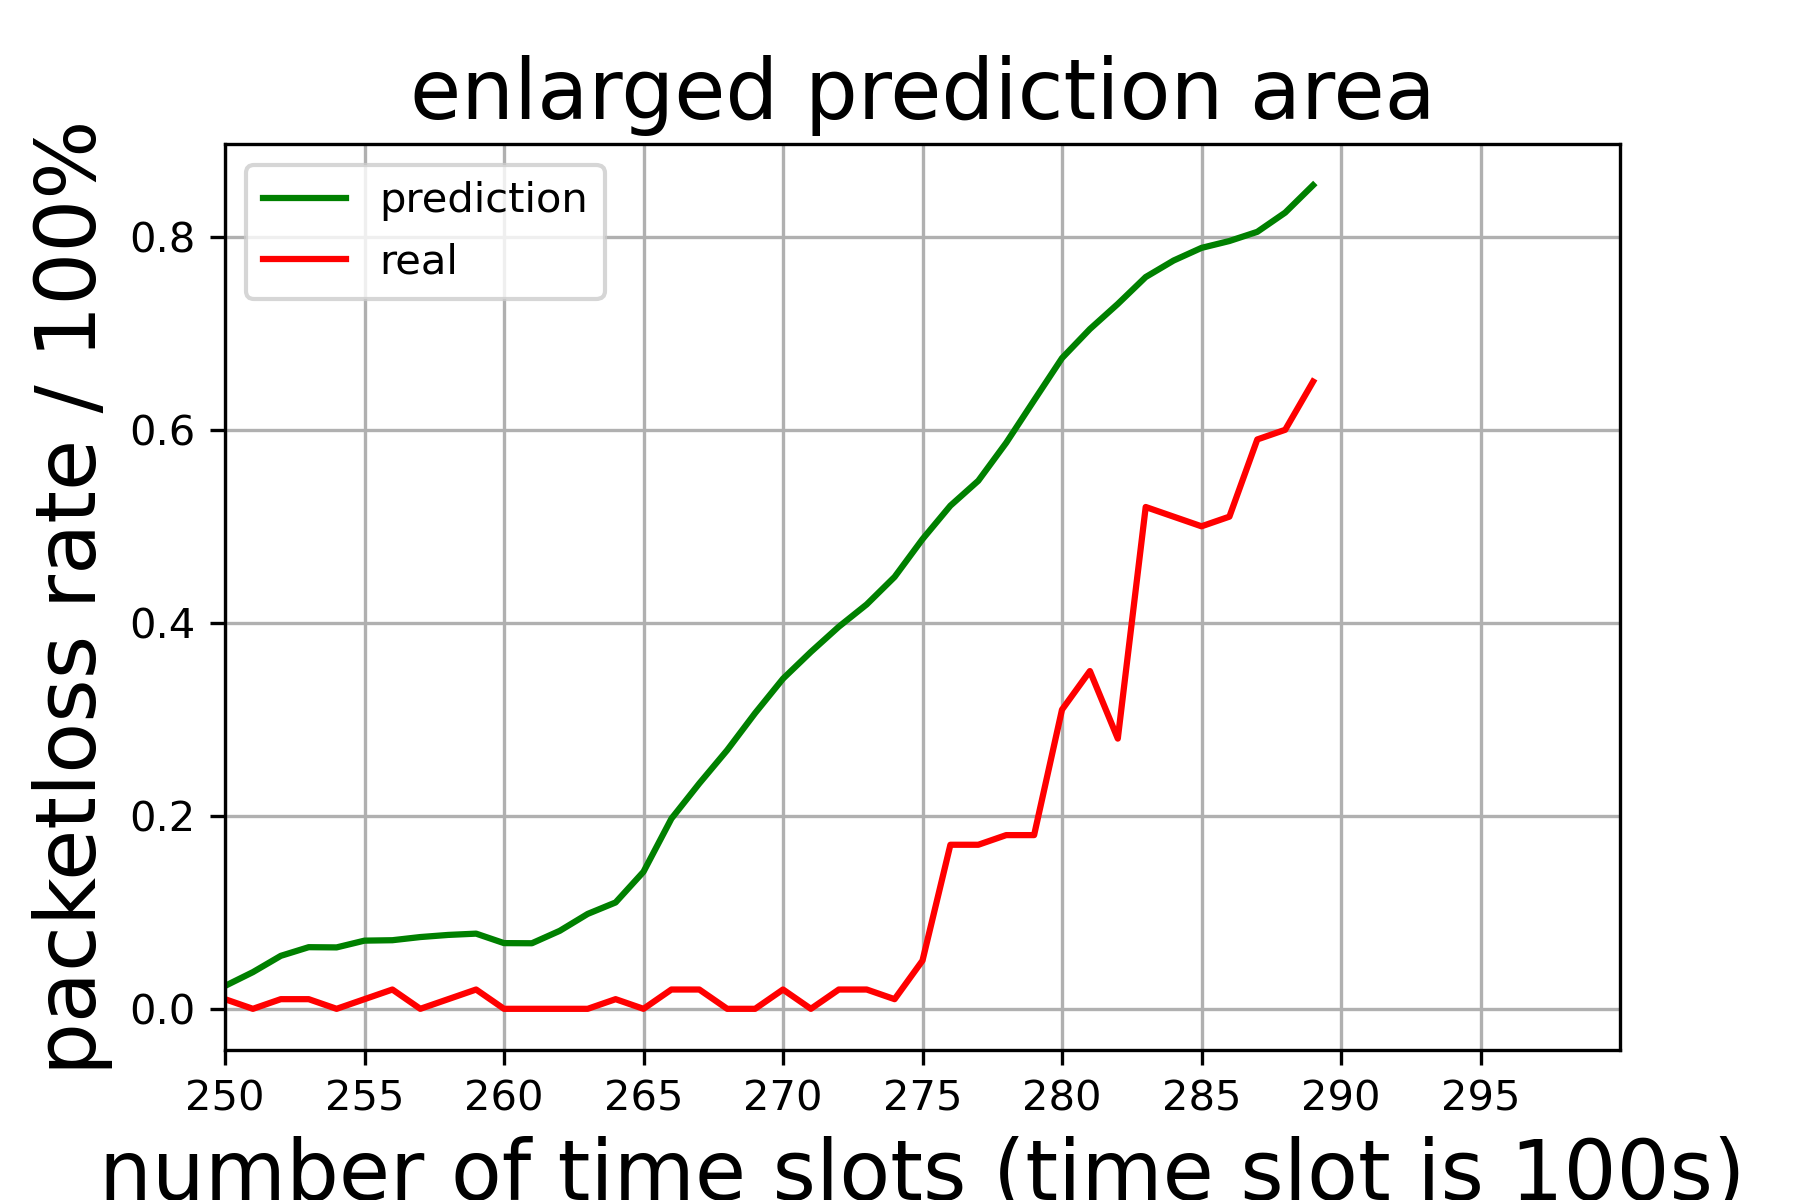 enlarged prediction area
packetloss rate / 100%
prediction
real
0.8
0.6
0.4
0.2
0.0
250 255 260 265 270 275 280 285 290 295
number of time slots (time slot is 100s)